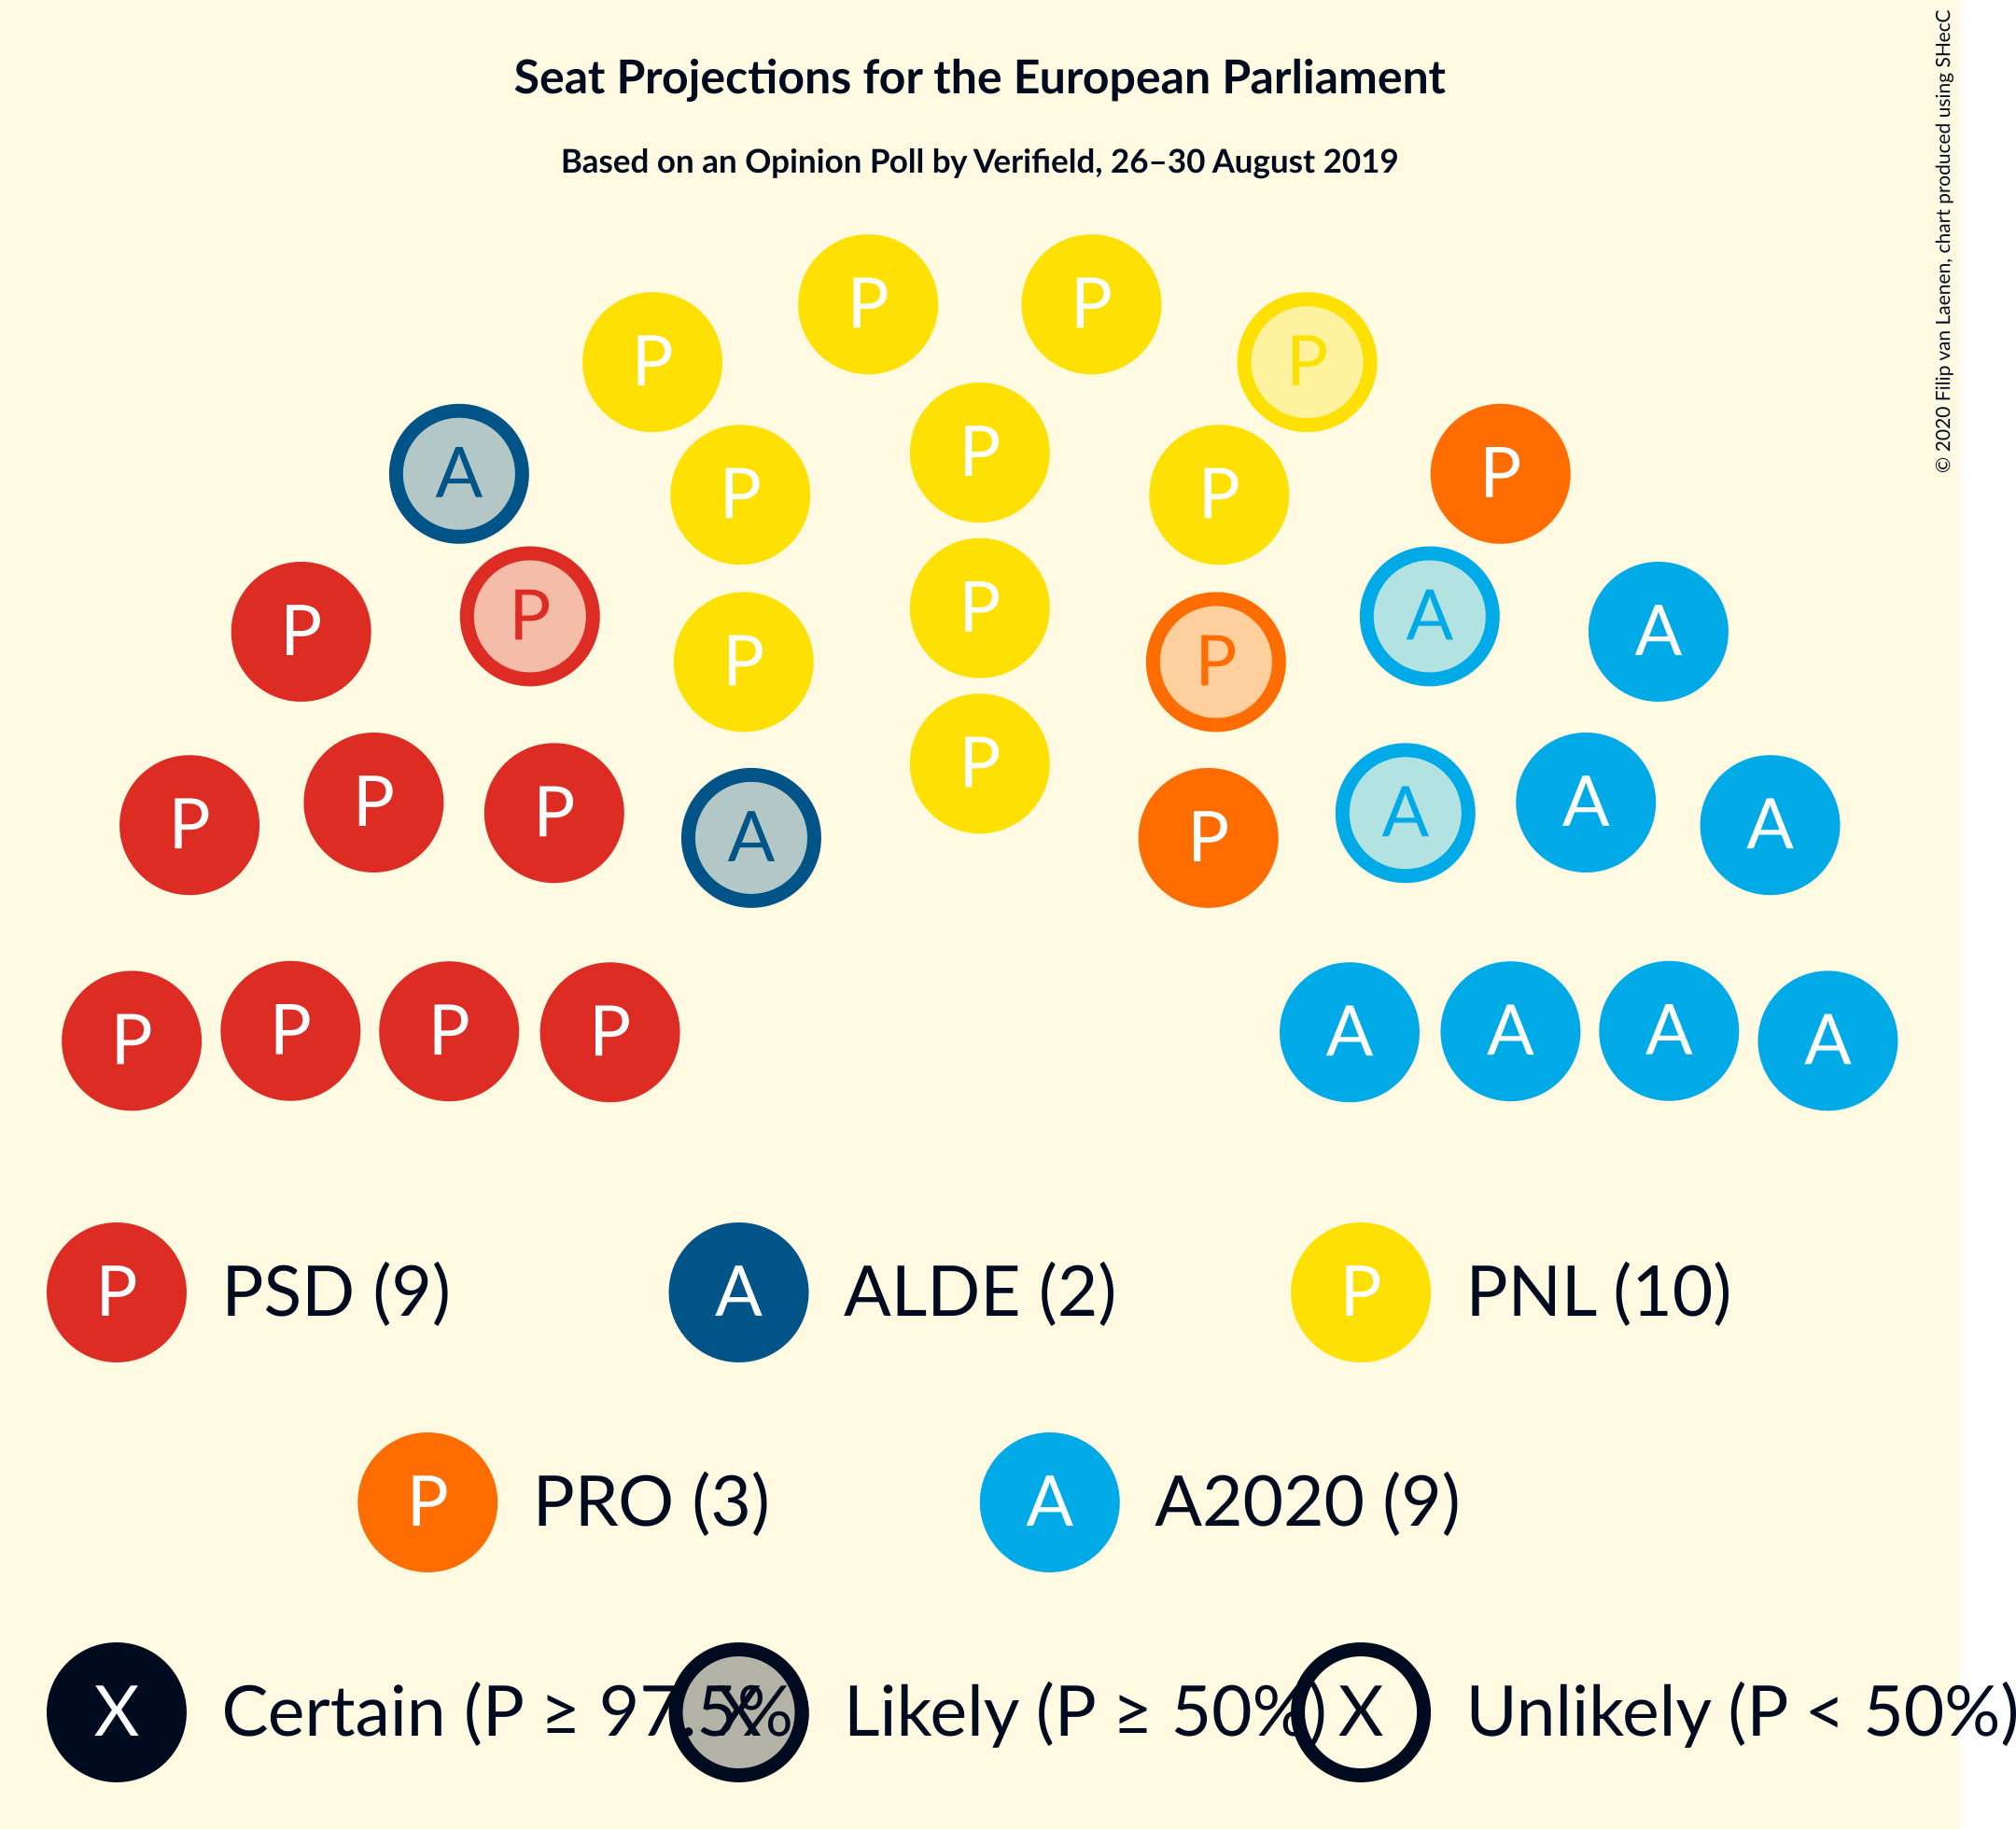 Seat Projections for the European Parliament
Based on an Opinion Poll by Verifield, 26–30 August 2019
© 2020 Filip van Laenen, chart produced using SHecC
P P
P P
P
A P P P
P P
P P A A
P P
P P P P A A A
A P
P P P P A A A A
P PSD (9) A ALDE (2) P PNL (10)
P PRO (3) A A2020 (9)
X Certain (P ≥ 97.5% X Likely (P ≥ 50%) X Unlikely (P < 50%)